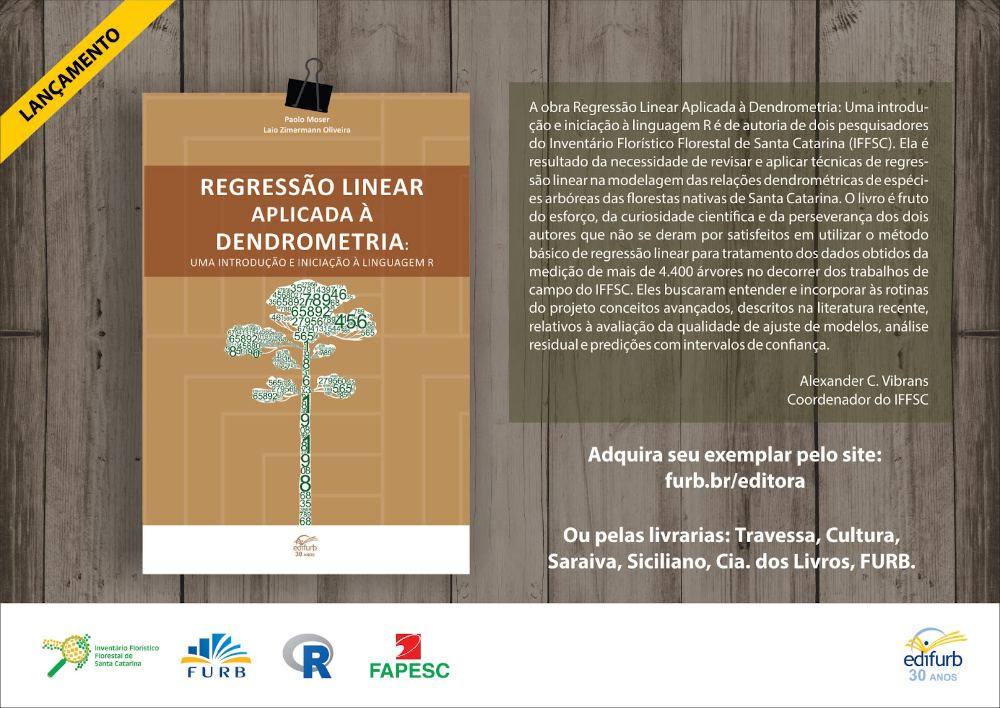 LANÇAMENTO
Paolo Moser
Laio Zimermann Oliveira
REGRESSÃO LINEAR
APLICADA À
DENDROMETRIA:
UMA INTRODUÇÃO E INICIAÇÃO À LINGUAGEM R
edifurb
30 ANOS
A obra Regressão Linear Aplicada à Dendrometria: Uma introdu-
ção e iniciação à linguagem R é de autoria de dois pesquisadores
do Inventário Florístico Florestal de Santa Catarina (IFFSC). Ela é
resultado da necessidade de revisar e aplicar técnicas de regres-
são linear na modelagem das relações dendrométricas de espéci-
es arbóreas das florestas nativas de Santa Catarina. O livro é fruto
do esforço, da curiosidade científica e da perseverança dos dois
autores que não se deram por satisfeitos em utilizar o método
básico de regressão linear para tratamento dos dados obtidos da
medição de mais de 4.400 árvores no decorrer dos trabalhos de
campo do IFFSC. Eles buscaram entender e incorporar às rotinas
do projeto conceitos avançados, descritos na literatura recente,
relativos à avaliação da qualidade de ajuste de modelos, análise
residual e predições com intervalos de confiança.
Alexander C. Vibrans
Coordenador do IFFSC
Adquira seu exemplar pelo site:
furb.br/editora
Ou pelas livrarias: Travessa, Cultura,
Saraiva, Siciliano, Cia. dos Livros, FURB.
Inventário Florístico
Florestal de
Santa Catarina
FURB
R
FAPESC
edifurb
30 ANOS